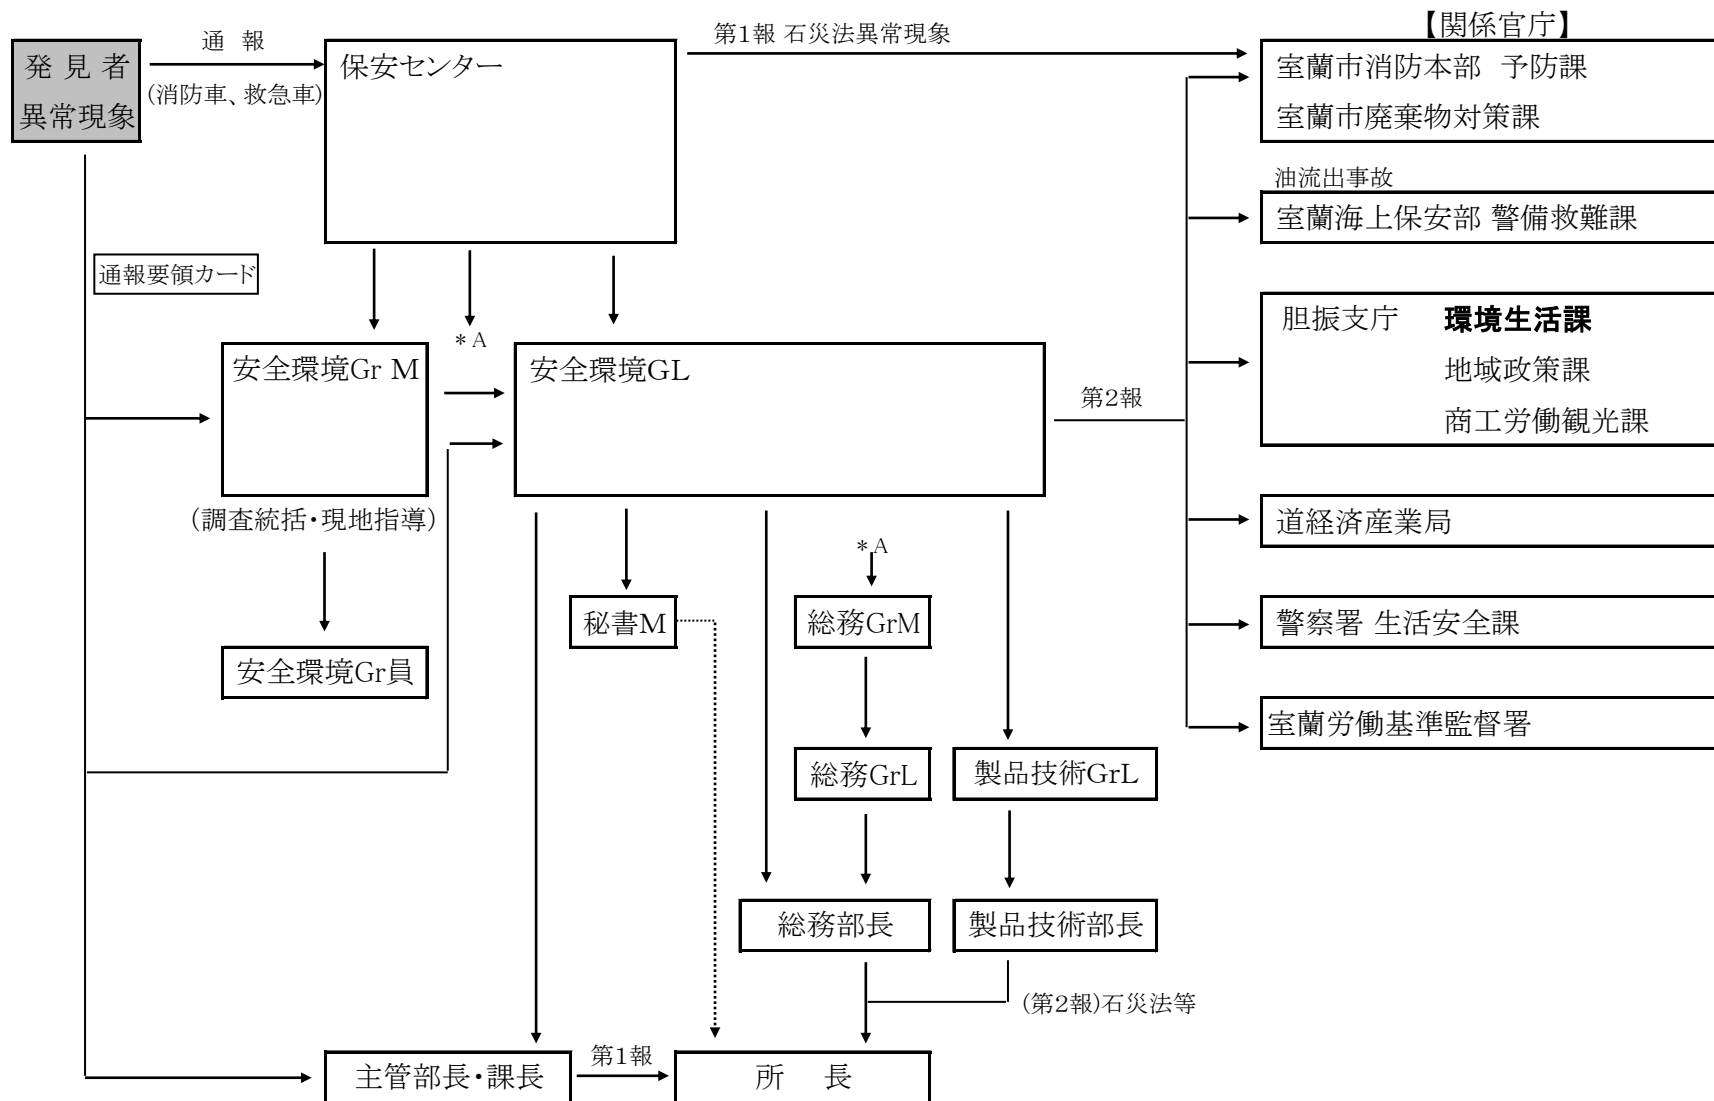 【関係官庁】
通 報
第1報 石災法異常現象
発 見 者
異常現象
(消防車、救急車)
保安センター
室蘭市消防本部 予防課
室蘭市廃棄物対策課
油流出事故
室蘭海上保安部 警備救難課
通報要領カード
胆振支庁 環境生活課
地域政策課
商工労働観光課
*A
安全環境Gr M
安全環境GL
第2報
(調査統括・現地指導)
道経済産業局
*A
秘書M
総務GrM
警察署 生活安全課
安全環境Gr員
室蘭労働基準監督署
総務GrL
製品技術GrL
総務部長
製品技術部長
(第2報)石災法等
主管部長・課長
第1報
所 長